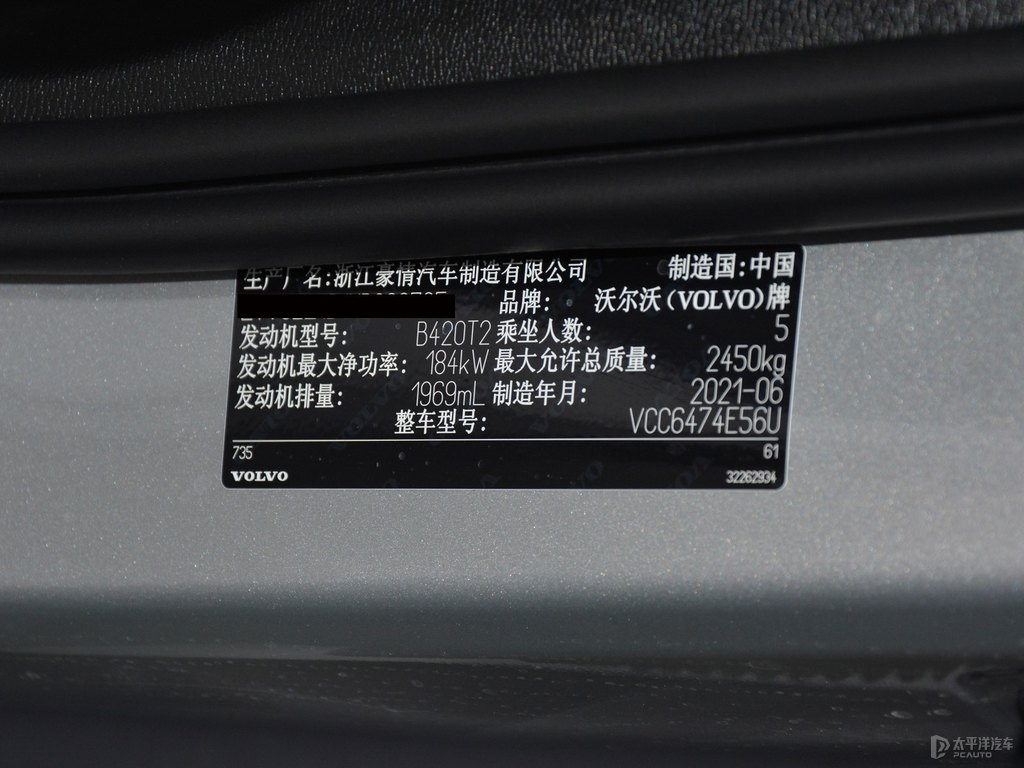 生产厂名:浙江豪情汽车制造有限公司 制造国:中国
品牌: 沃尔沃(VOLVO)牌
发动机型号: B420T2 乘坐人数: 5
发动机最大净功率: 184kW 最大允许总质量: 2450kg
发动机排量: 1969mL 制造年月: 2021-06
整车型号: VCC6474E56U
735 61
VOLVO 32262934
太平洋汽车
PCAUTO